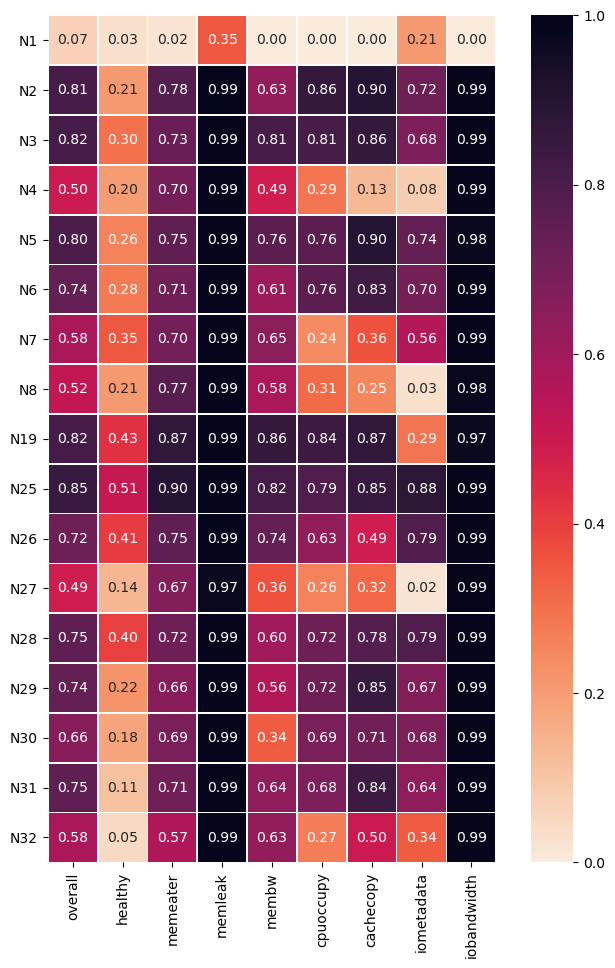 N1 0.07 0.03 0.02 0.35 0.00 0.00 0.00 0.21 0.00
N2 0.81 0.21 0.78 0.99 0.63 0.86 0.90 0.72 0.99
N3 0.82 0.30 0.73 0.99 0.81 0.81 0.86 0.68 0.99
N4 0.50 0.20 0.70 0.99 0.49 0.29 0.13 0.08 0.99
N5 0.80 0.26 0.75 0.99 0.76 0.76 0.90 0.74 0.98
N6 0.74 0.28 0.71 0.99 0.61 0.76 0.83 0.70 0.99
N7 0.58 0.35 0.70 0.99 0.65 0.24 0.36 0.56 0.99
N8 0.52 0.21 0.77 0.99 0.58 0.31 0.25 0.03 0.98
N19 0.82 0.43 0.87 0.99 0.86 0.84 0.87 0.29 0.97
N25 0.85 0.51 0.90 0.99 0.82 0.79 0.85 0.88 0.99
N26 0.72 0.41 0.75 0.99 0.74 0.63 0.49 0.79 0.99
N27 0.49 0.14 0.67 0.97 0.36 0.26 0.32 0.02 0.99
N28 0.75 0.40 0.72 0.99 0.60 0.72 0.78 0.79 0.99
N29 0.74 0.22 0.66 0.99 0.56 0.72 0.85 0.67 0.99
N30 0.66 0.18 0.69 0.99 0.34 0.69 0.71 0.68 0.99
N31 0.75 0.11 0.71 0.99 0.64 0.68 0.84 0.64 0.99
N32 0.58 0.05 0.57 0.99 0.63 0.27 0.50 0.34 0.99
overall healthy memeater memleak membw cpuoccupy cachecopy iometadata iobandwidth
1.0
0.8
0.6
0.4
0.2
0.0